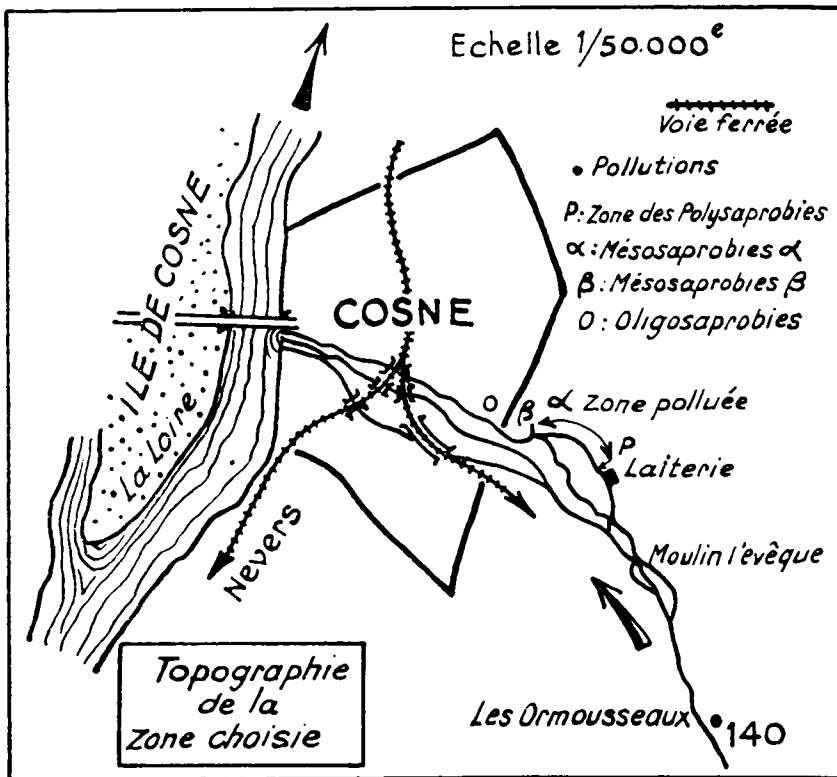 Echelle 1/50.000e
Voie ferrée
• Pollutions
P: Zone des Polysaprobies
α: Mésosaprobies α
β: Mésosaprobies β
O: Oligosaprobies
ILE DE COSNE
La Loire
COSNE
O β α Zone polluée
P
Laiterie
Moulin l'evêque
Nevers
Les Ormousseaux 140
Topographie
de la
Zone choisie